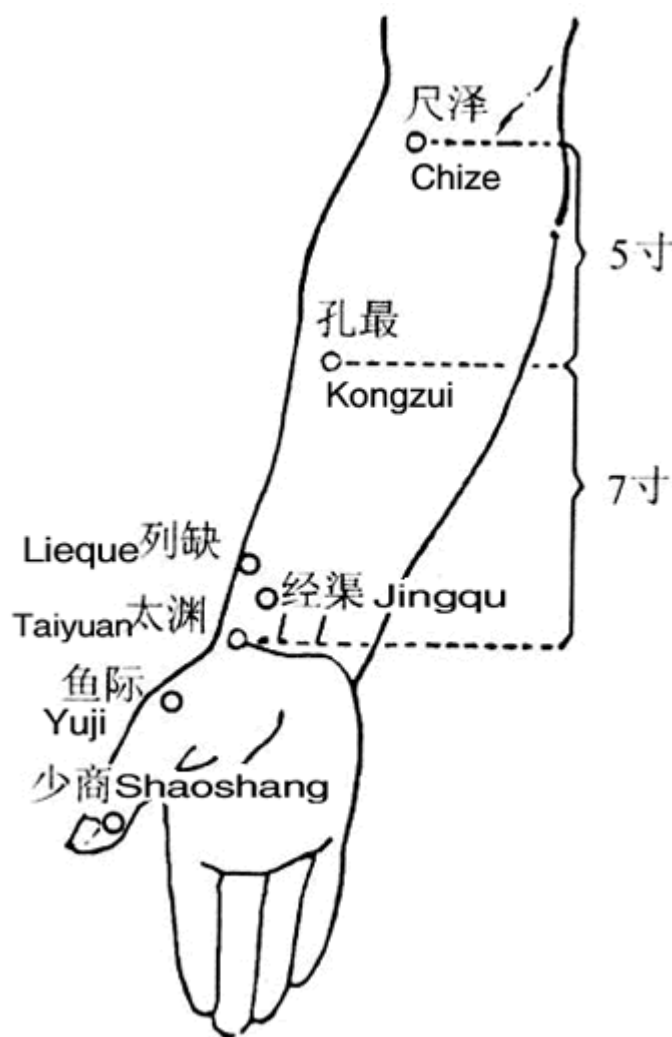 尺泽
Chize
5寸
孔最
Kongzui
7寸
Lieque列缺
经渠 Jingqu
Taiyuan太渊
鱼际
Yuji
少商Shaoshang